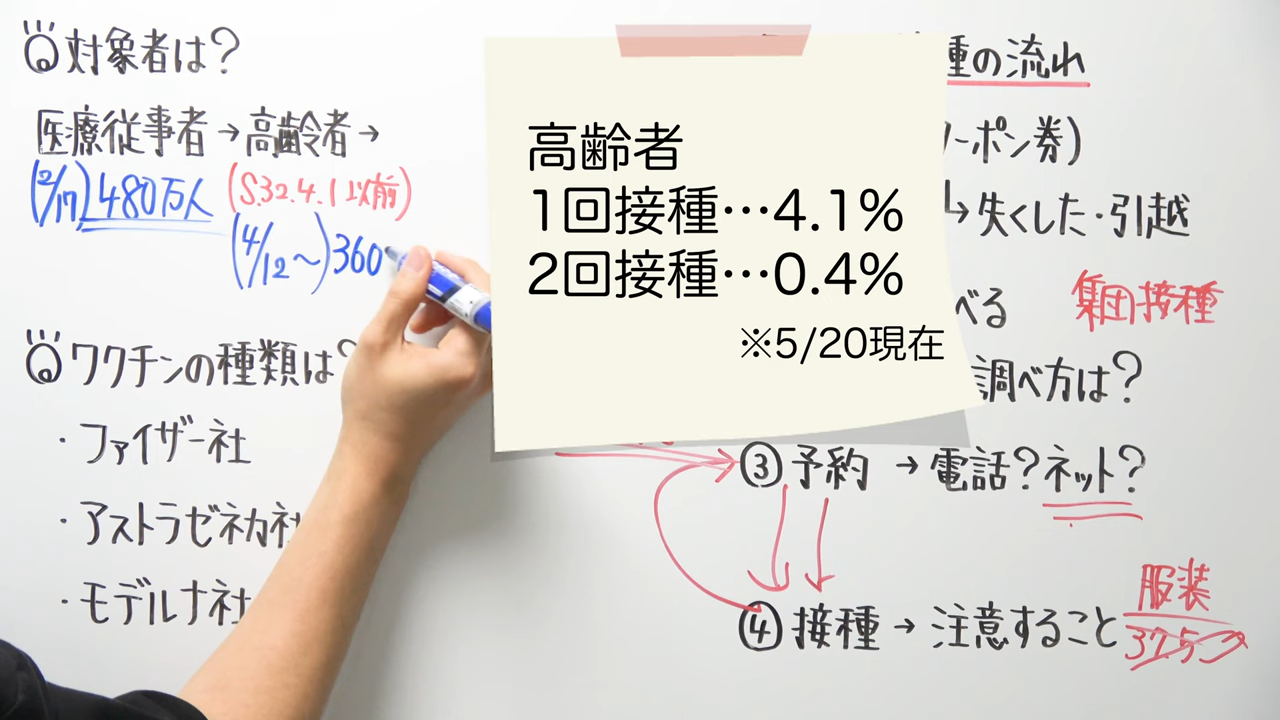 対象者は?
医療従事者→高齢者→
(2/17) 480万人
(S.32.4.1以前)
(4/12〜) 360
ワクチンの種類は?
・ファイザー社
・アストラゼネカ社
・モデルナ社
高齢者
1回接種…4.1%
2回接種…0.4%
※5/20現在
種の流れ
ーポン券)
→失くした・引越
べる
集団接種
調べ方は?
③予約→電話?ネット?
④接種→注意すること
服装
37.5